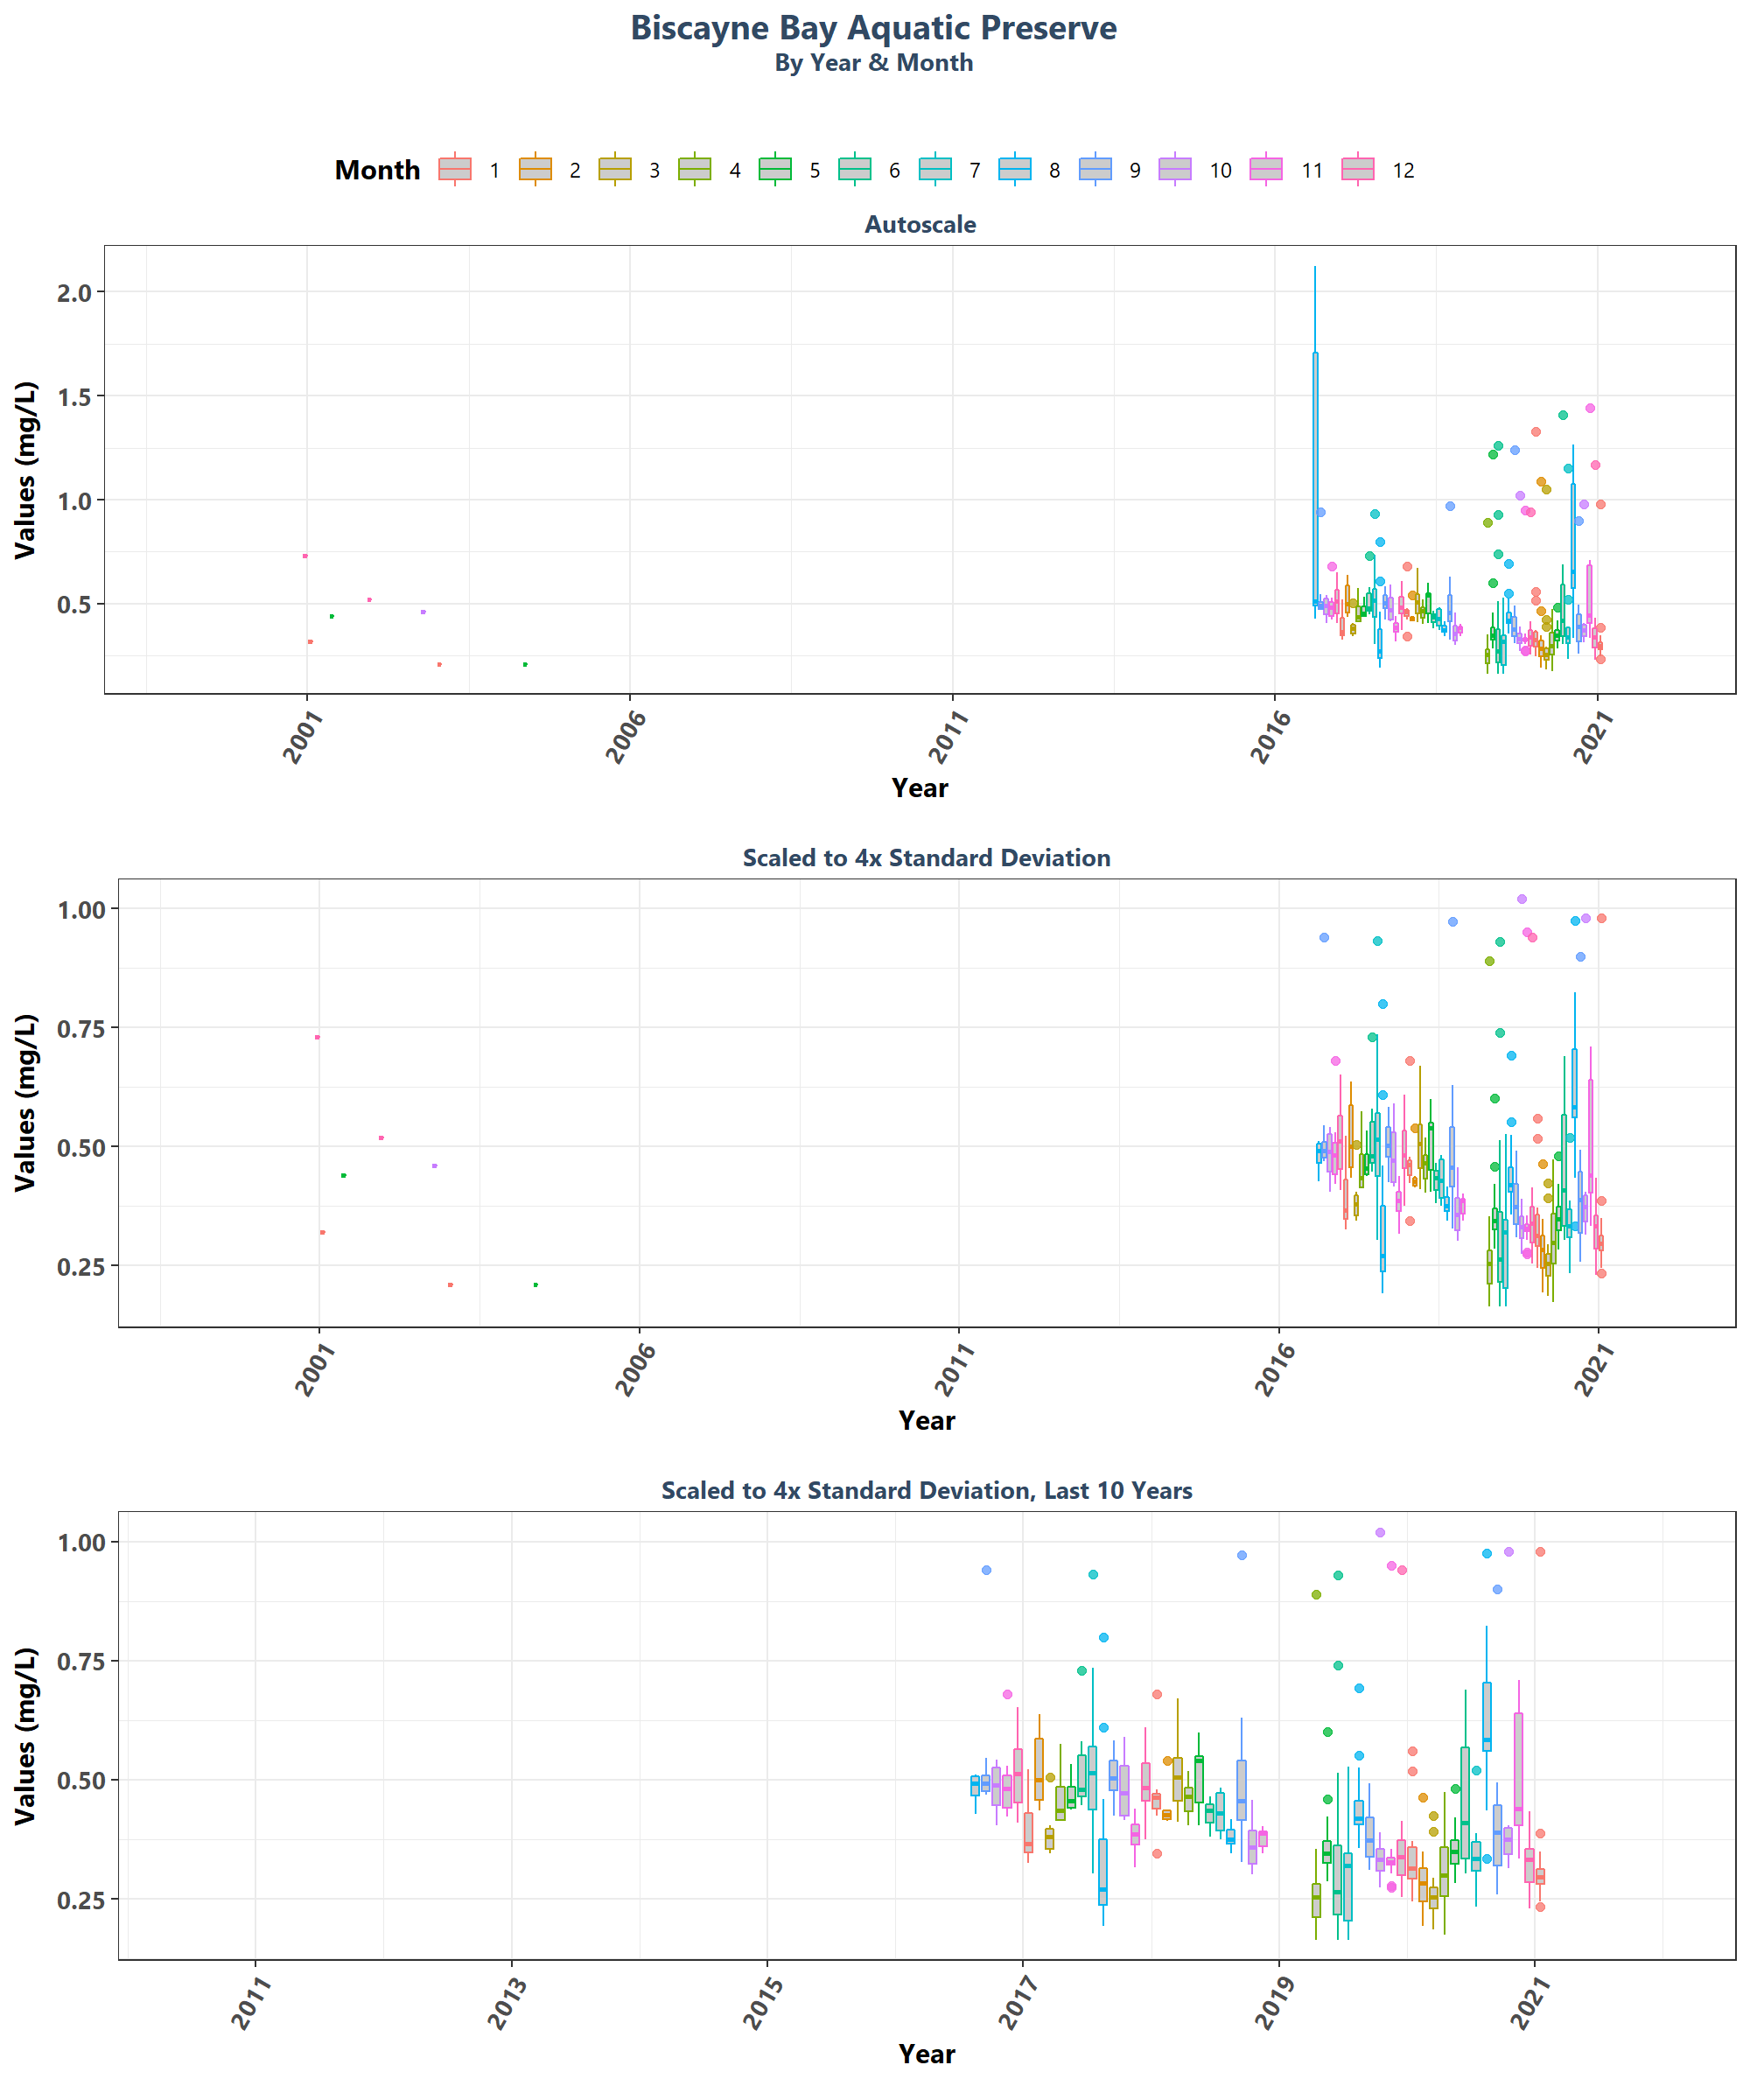 Biscayne Bay Aquatic Preserve
By Year & Month
Month 1 2 3 4 5 6 7 8 9 10 11 12
Autoscale
Values (mg/L)
2.0
1.5
1.0
0.5
2001 2006 2011 2016 2021
Year
Scaled to 4x Standard Deviation
Values (mg/L)
1.00
0.75
0.50
0.25
2001 2006 2011 2016 2021
Year
Scaled to 4x Standard Deviation, Last 10 Years
Values (mg/L)
1.00
0.75
0.50
0.25
2011 2013 2015 2017 2019 2021
Year